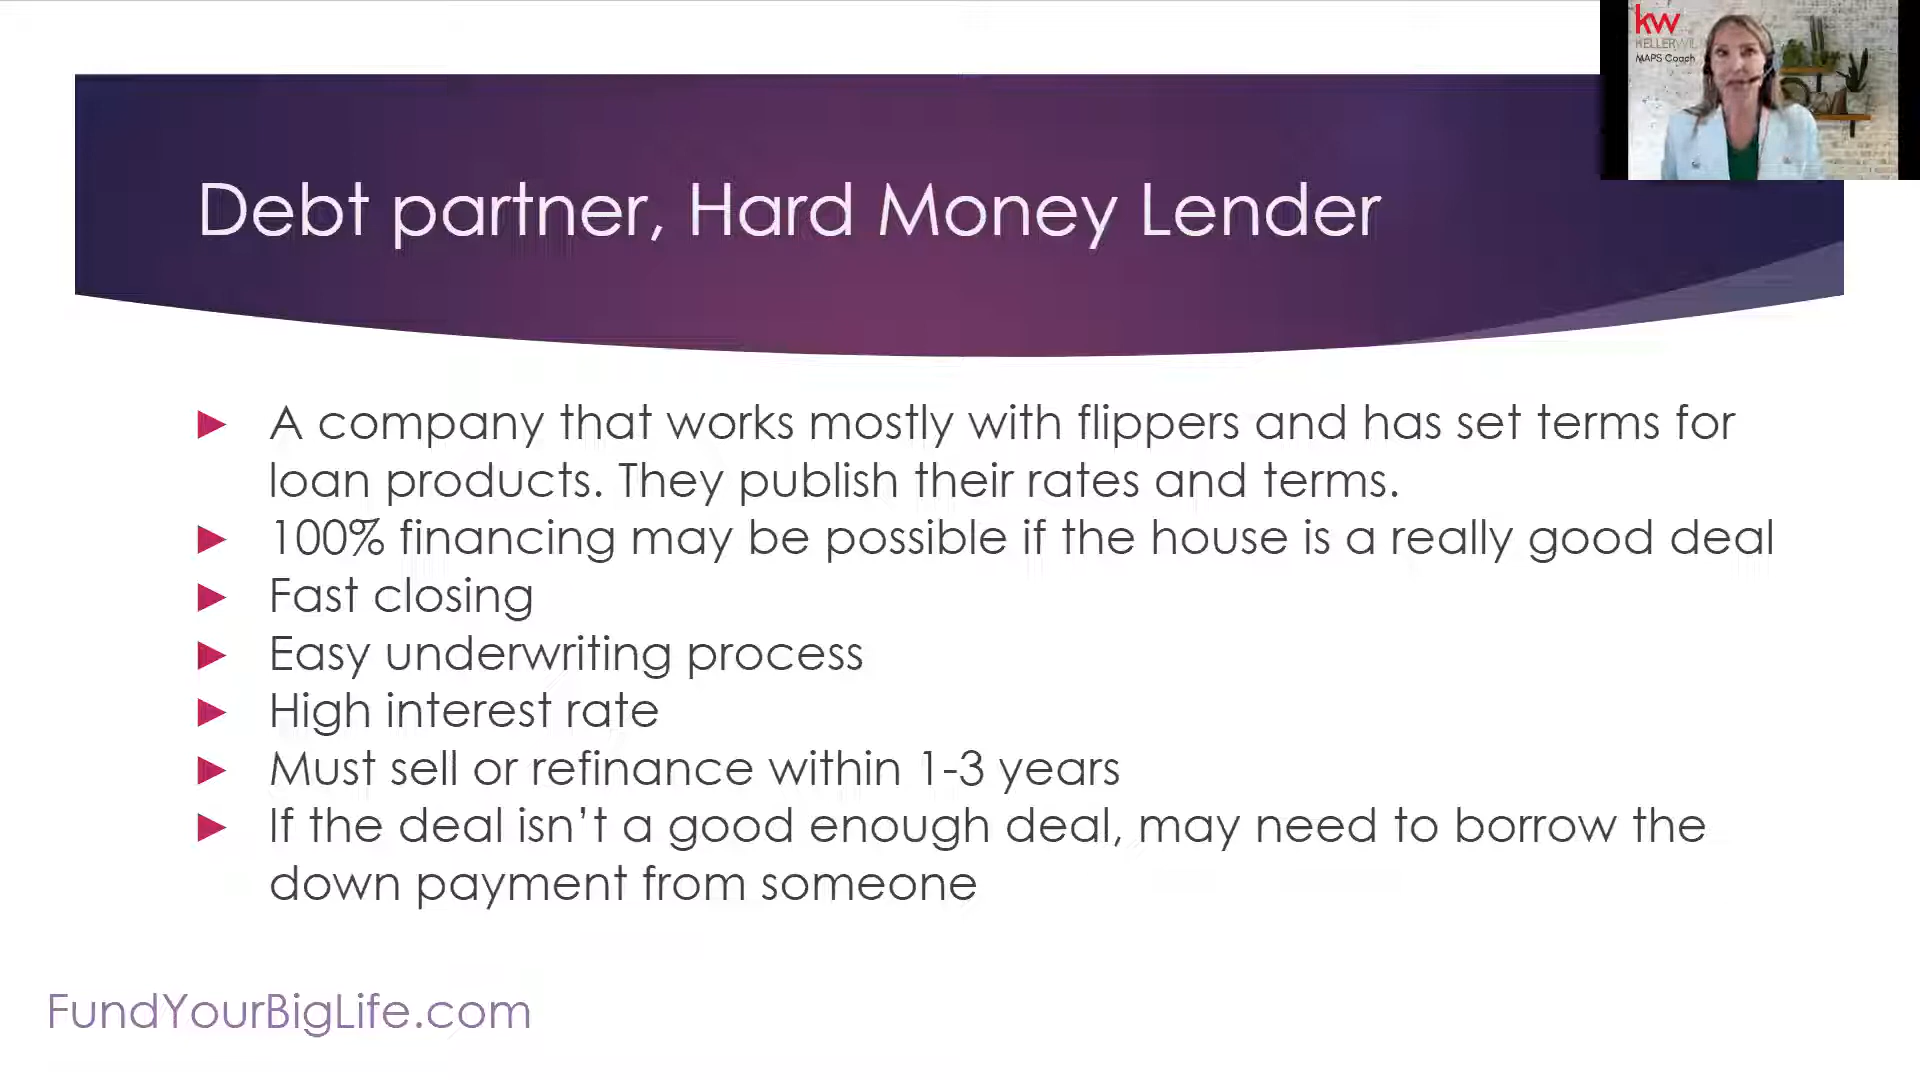 kw
KELLERWIL
MAPS Coach
Debt partner, Hard Money Lender
A company that works mostly with flippers and has set terms for
loan products. They publish their rates and terms.
100% financing may be possible if the house is a really good deal
Fast closing
Easy underwriting process
High interest rate
Must sell or refinance within 1-3 years
If the deal isn’t a good enough deal, may need to borrow the
down payment from someone
FundYourBigLife.com